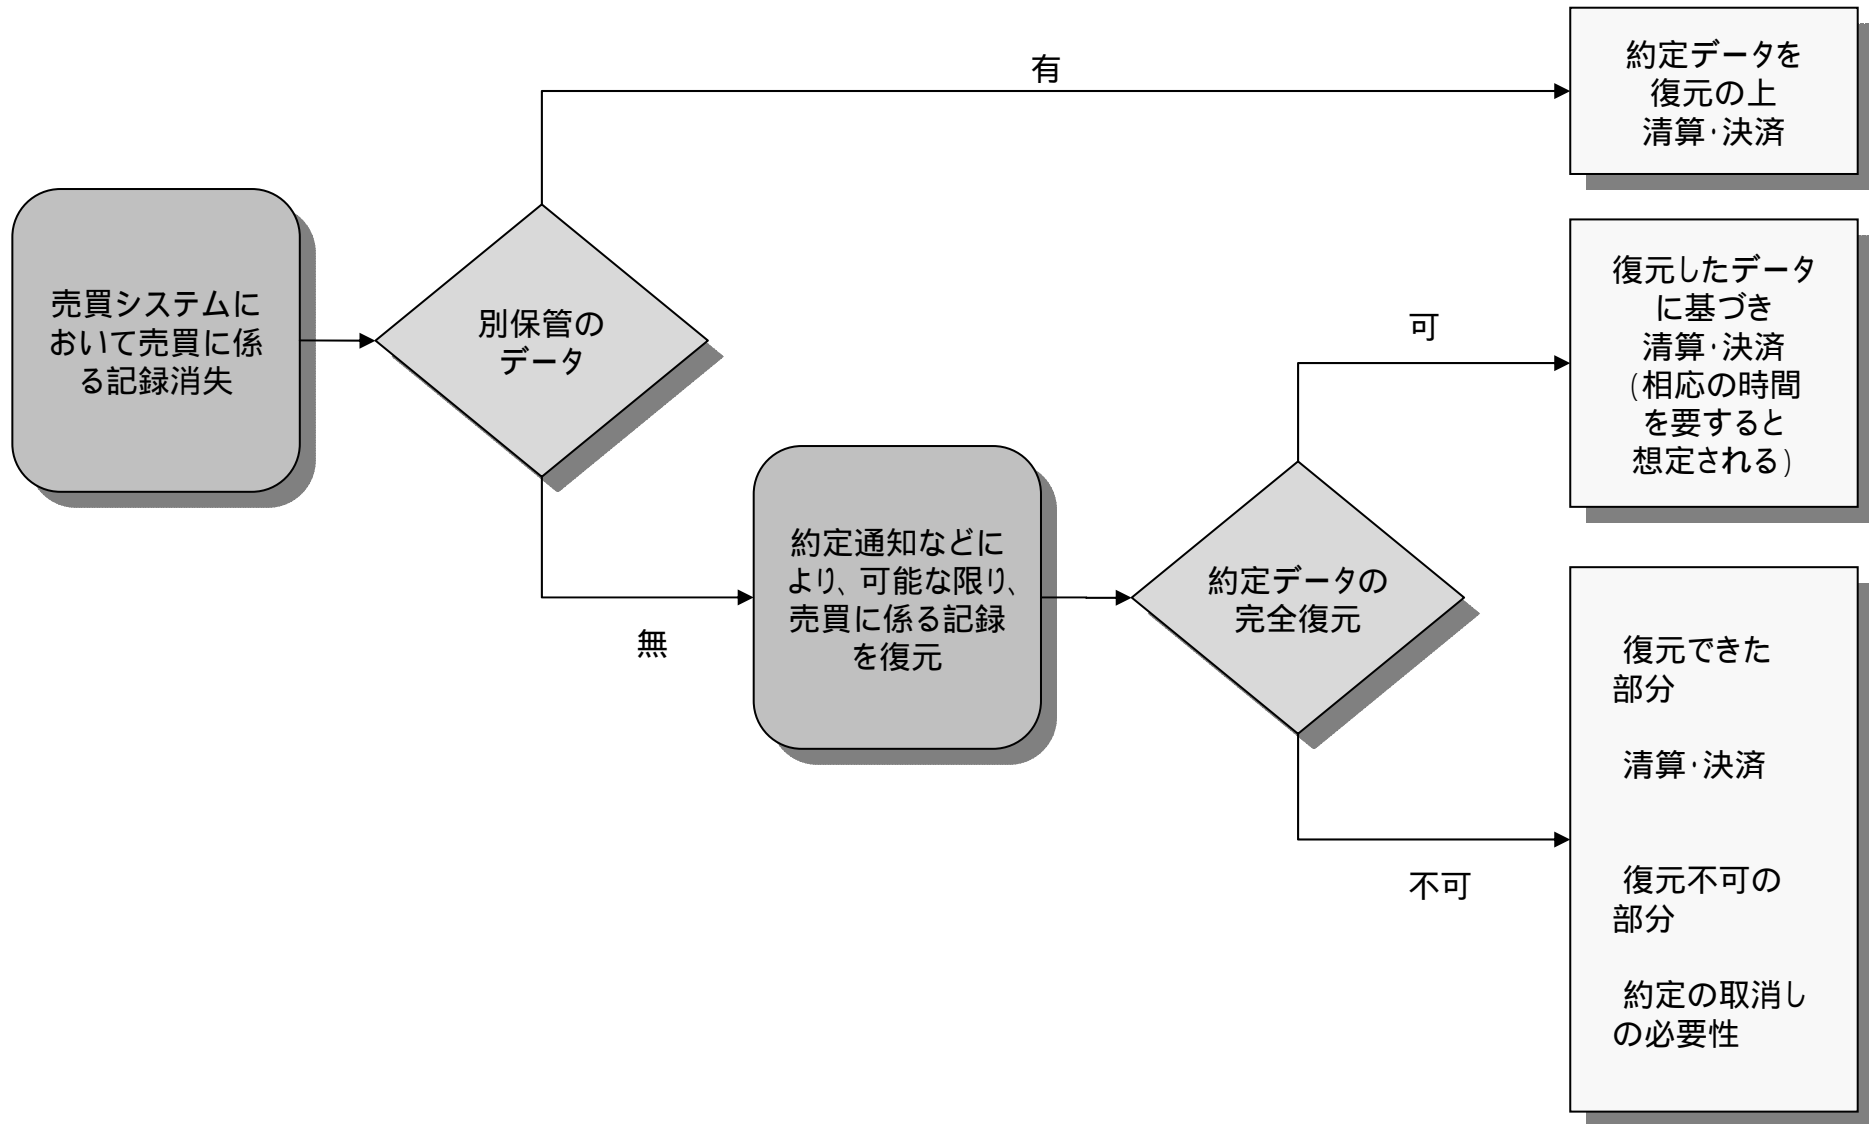 有
約定データを
復元の上
清算・決済
売買システムに
おいて売買に係
る記録消失
別保管の
データ
可
復元したデータ
に基づき
清算・決済
(相応の時間
を要すると
想定される)
約定通知などに
より、可能な限り、
売買に係る記録
を復元
無
約定データの
完全復元
不可
復元できた
部分
清算・決済
復元不可の
部分
約定の取消し
の必要性